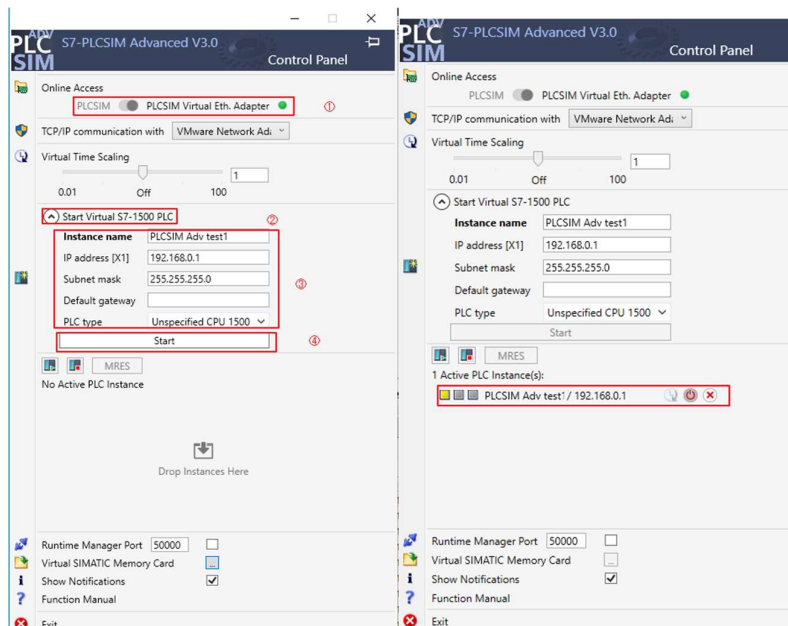 ADV
PLC
SIM
S7-PLCSIM Advanced V3.0
Control Panel
Online Access
PLCSIM
PLCSIM Virtual Eth. Adapter
①
TCP/IP communication with
VMware Network Ad
Virtual Time Scaling
1
0.01
Off
100
Start Virtual S7-1500 PLC
②
Instance name
PLCSIM Adv test1
IP address [X1]
192.168.0.1
Subnet mask
255.255.255.0
③
Default gateway
PLC type
Unspecified CPU 1500
Start
④
MRES
No Active PLC Instance
Drop Instances Here
Runtime Manager Port
50000
Virtual SIMATIC Memory Card
...
Show Notifications
Function Manual
Exit
ADV
PLC
SIM
S7-PLCSIM Advanced V3.0
Control Panel
Online Access
PLCSIM
PLCSIM Virtual Eth. Adapter
TCP/IP communication with
VMware Network Ad
Virtual Time Scaling
1
0.01
Off
100
Start Virtual S7-1500 PLC
Instance name
PLCSIM Adv test1
IP address [X1]
192.168.0.1
Subnet mask
255.255.255.0
Default gateway
PLC type
Unspecified CPU 1500
Start
MRES
1 Active PLC Instance(s):
PLCSIM Adv test1 / 192.168.0.1
Runtime Manager Port
50000
Virtual SIMATIC Memory Card
...
Show Notifications
Function Manual
Exit